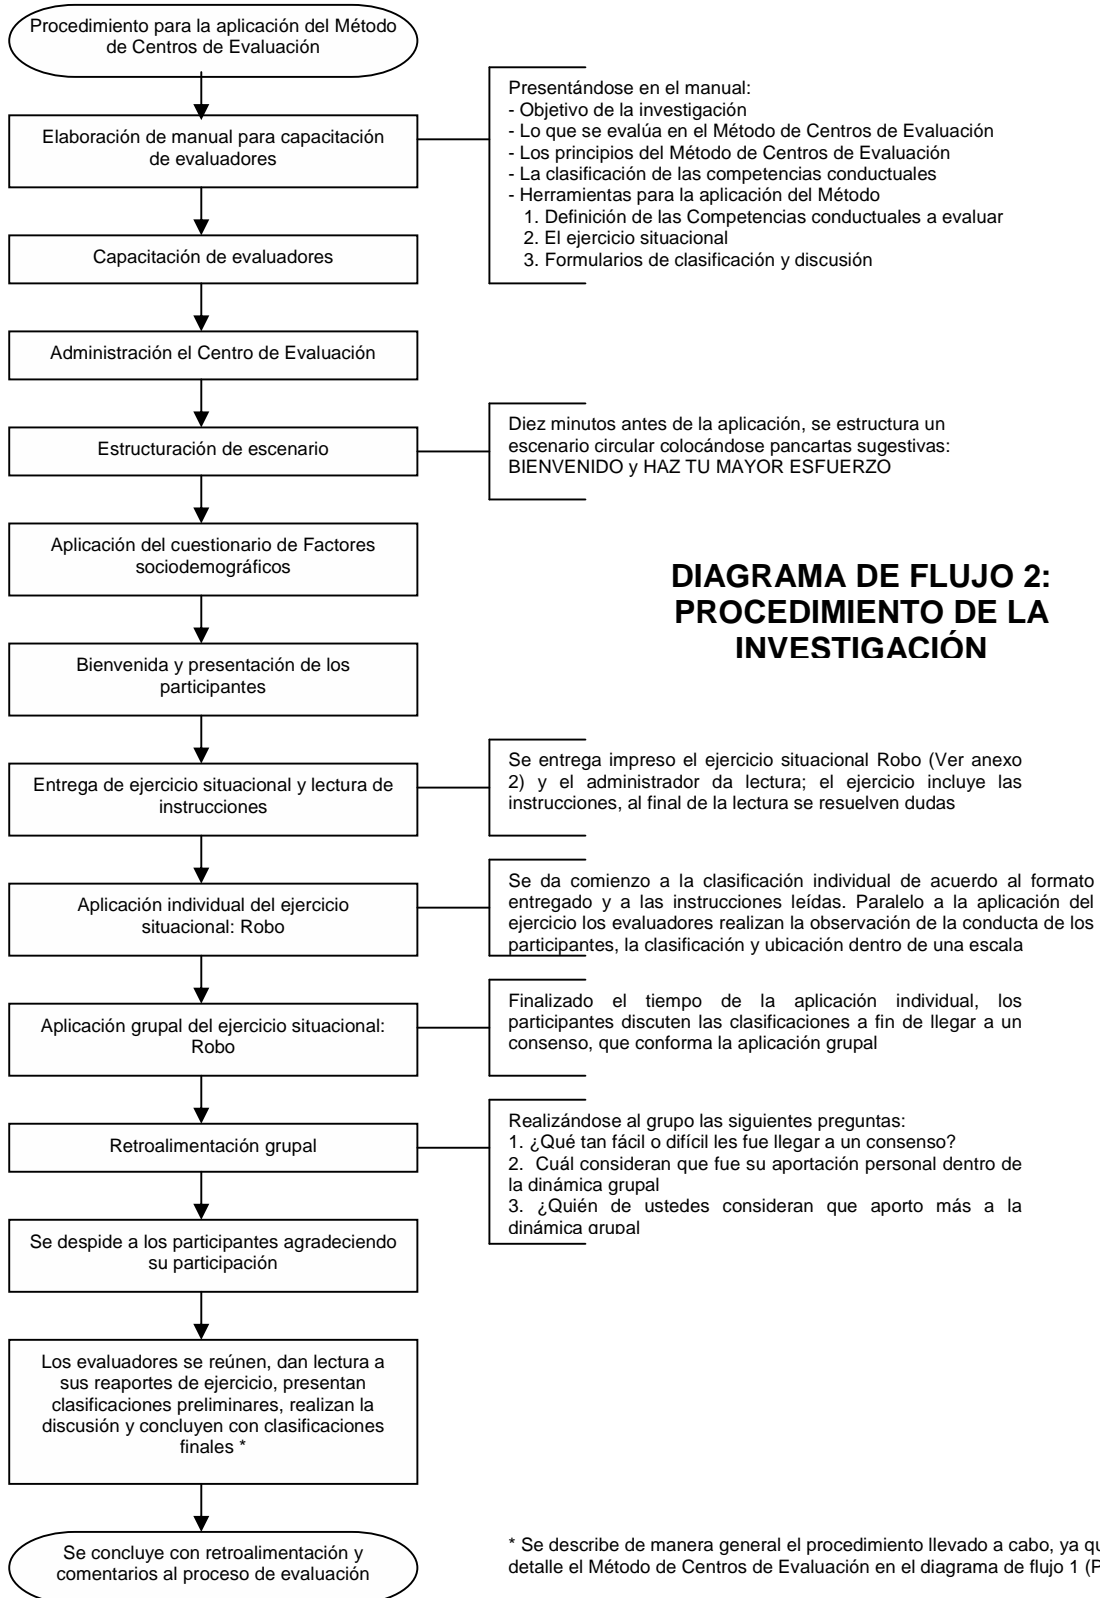 Procedimiento para la aplicación del Método
de Centros de Evaluación
Elaboración de manual para capacitación
de evaluadores
Presentándose en el manual:
- Objetivo de la investigación
- Lo que se evalúa en el Método de Centros de Evaluación
- Los principios del Método de Centros de Evaluación
- La clasificación de las competencias conductuales
- Herramientas para la aplicación del Método
1. Definición de las Competencias conductuales a evaluar
2. El ejercicio situacional
3. Formularios de clasificación y discusión
Capacitación de evaluadores
Administración el Centro de Evaluación
Estructuración de escenario
Diez minutos antes de la aplicación, se estructura un
escenario circular colocándose pancartas sugestivas:
BIENVENIDO y HAZ TU MAYOR ESFUERZO
Aplicación del cuestionario de Factores
sociodemográficos
DIAGRAMA DE FLUJO 2:
PROCEDIMIENTO DE LA
INVESTIGACIÓN
Bienvenida y presentación de los
participantes
Entrega de ejercicio situacional y lectura de
instrucciones
Se entrega impreso el ejercicio situacional Robo (Ver anexo
2) y el administrador da lectura; el ejercicio incluye las
instrucciones, al final de la lectura se resuelven dudas
Aplicación individual del ejercicio
situacional: Robo
Se da comienzo a la clasificación individual de acuerdo al formato
entregado y a las instrucciones leídas. Paralelo a la aplicación del
ejercicio los evaluadores realizan la observación de la conducta de los
participantes, la clasificación y ubicación dentro de una escala
Aplicación grupal del ejercicio situacional:
Robo
Finalizado el tiempo de la aplicación individual, los
participantes discuten las clasificaciones a fin de llegar a un
consenso, que conforma la aplicación grupal
Retroalimentación grupal
Realizándose al grupo las siguientes preguntas:
1. ¿Qué tan fácil o difícil les fue llegar a un consenso?
2. Cuál consideran que fue su aportación personal dentro de
la dinámica grupal
3. ¿Quién de ustedes consideran que aporto más a la
dinámica grupal
Se despide a los participantes agradeciendo
su participación
Los evaluadores se reúnen, dan lectura a
sus reaportes de ejercicio, presentan
clasificaciones preliminares, realizan la
discusión y concluyen con clasificaciones
finales *
Se concluye con retroalimentación y
comentarios al proceso de evaluación
* Se describe de manera general el procedimiento llevado a cabo, ya
detalle el Método de Centros de Evaluación en el diagrama de flujo 1